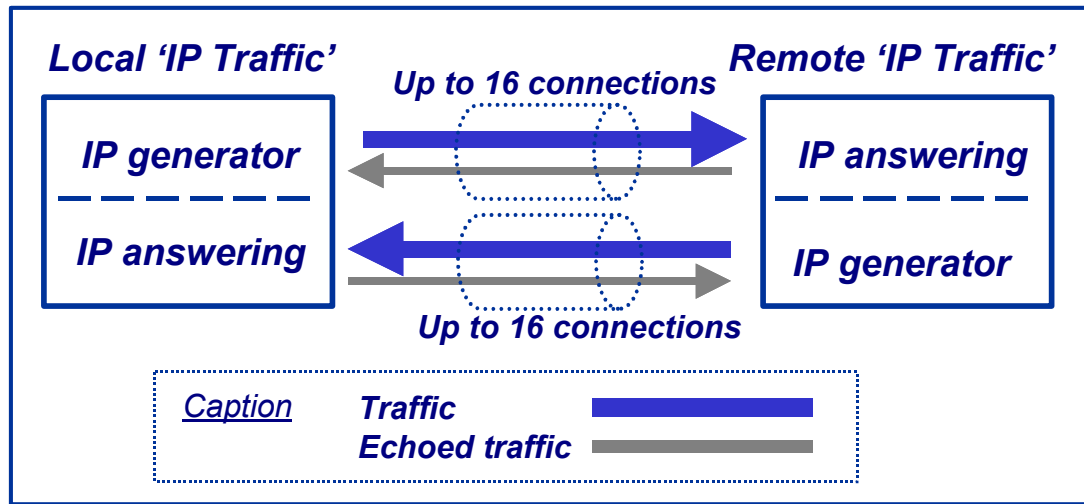 Local ‘IP Traffic’
Remote ‘IP Traffic’
Up to 16 connections
IP generator
IP answering
IP answering
IP generator
Up to 16 connections
Caption
Traffic
Echoed traffic